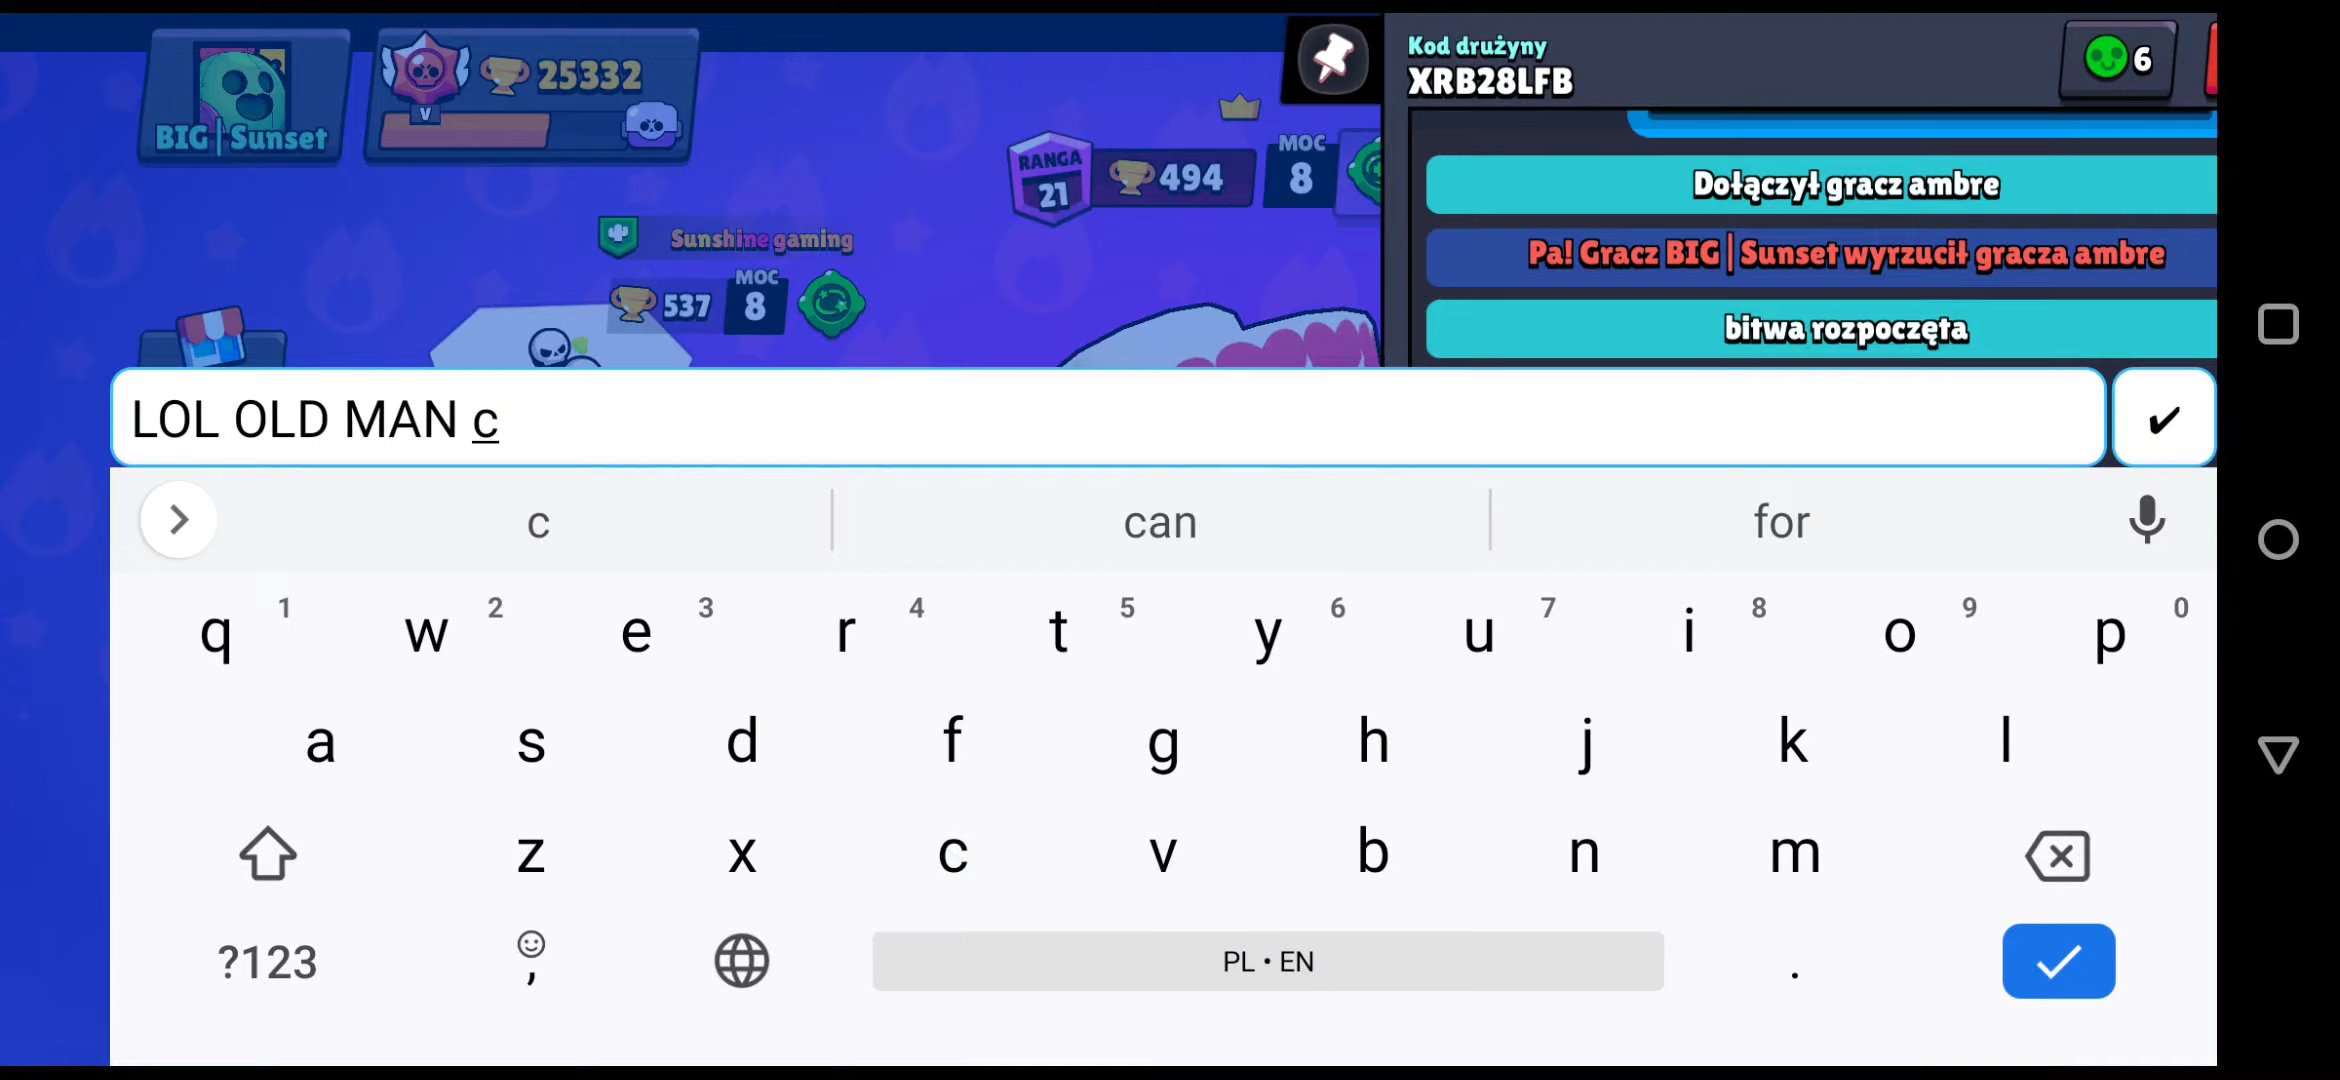 BIG|Sunset
25332
V
RANGA
21
494
MOC
8
Sunshine gaming
537
MOC
8
Kod drużyny
XRB28LFB
6
Dołączył gracz ambre
Pa! Gracz BIG|Sunset wyrzucił gracza ambre
bitwa rozpoczęta
LOL OLD MAN c
c can for
q 1 w 2 e 3 r 4 t 5 y 6 u 7 i 8 o 9 p 0
a s d f g h j k l
z x c v b n m
?123 , PL • EN .